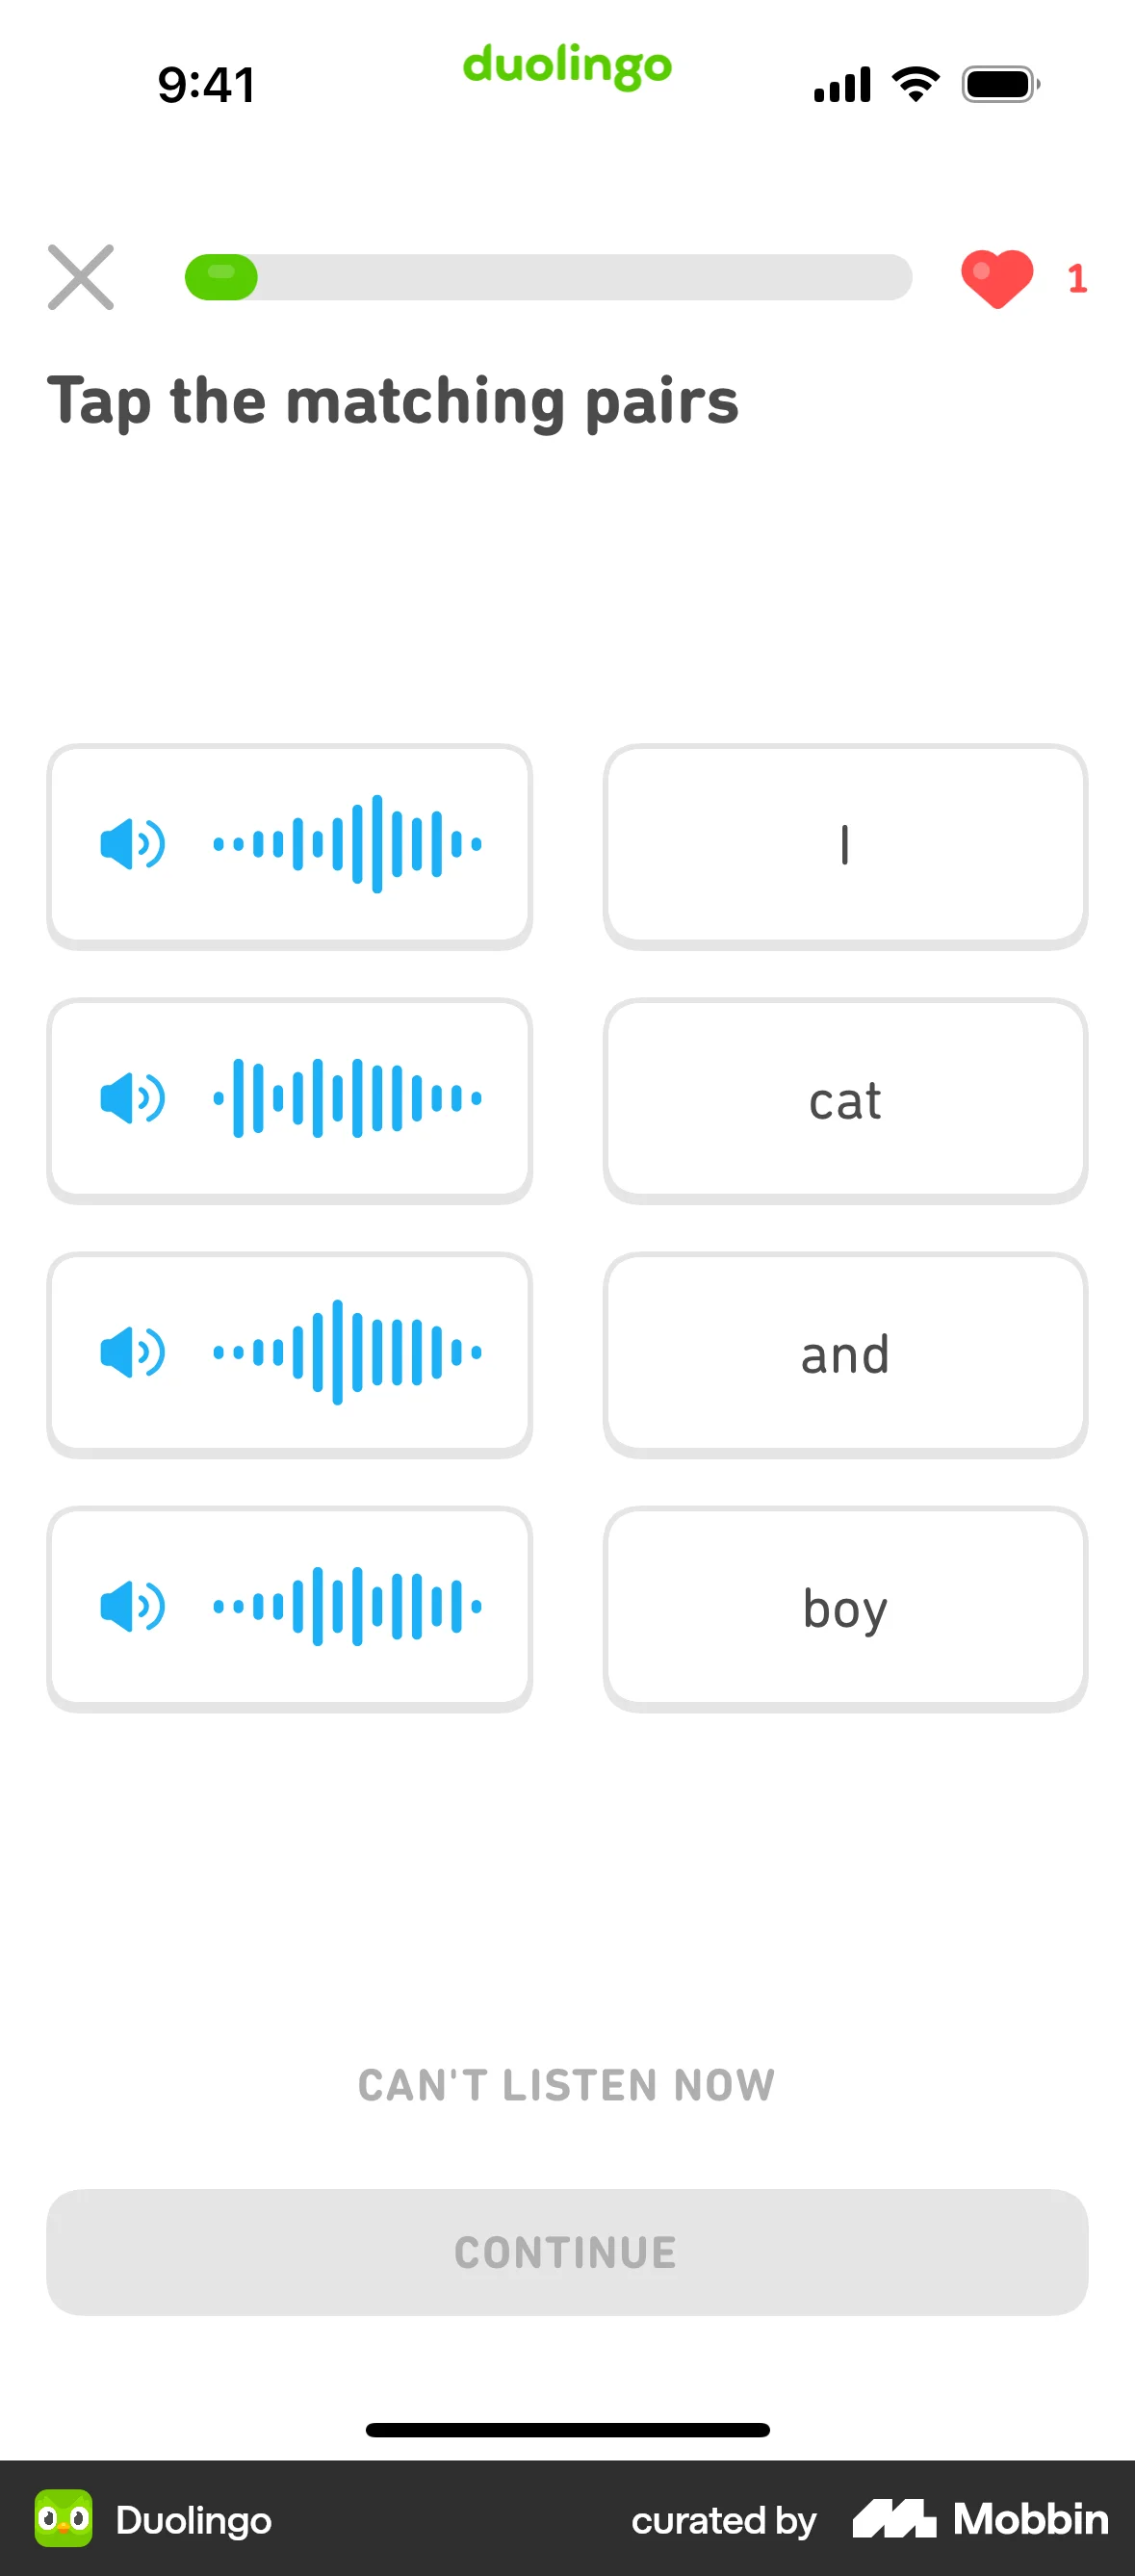 9:41
duolingo
1
Tap the matching pairs
I
cat
and
boy
CAN'T LISTEN NOW
CONTINUE
Duolingo
curated by Mobbin